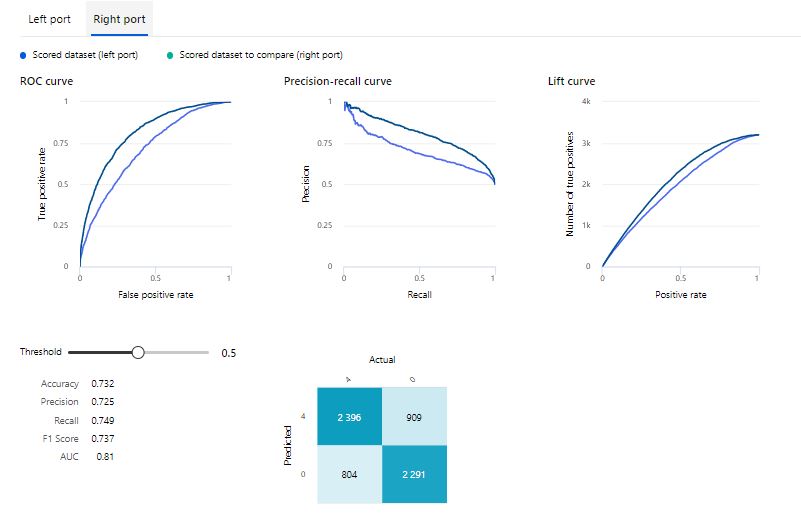 Left port Right port
Scored dataset (left port) Scored dataset to compare (right port)
ROC curve Precision-recall curve Lift curve
1 1 4k
0.75 0.75 3k
0.5 0.5 2k
0.25 0.25 1k
0 0 0
True positive rate Precision Number of true positives
0 0.5 1 0 0.5 1 0 0.5 1
False positive rate Recall Positive rate
Threshold 0.5
Accuracy 0.732
Precision 0.725
Recall 0.749
F1 Score 0.737
AUC 0.81
Actual
4 0
Predicted
4 2 396 909
0 804 2 291